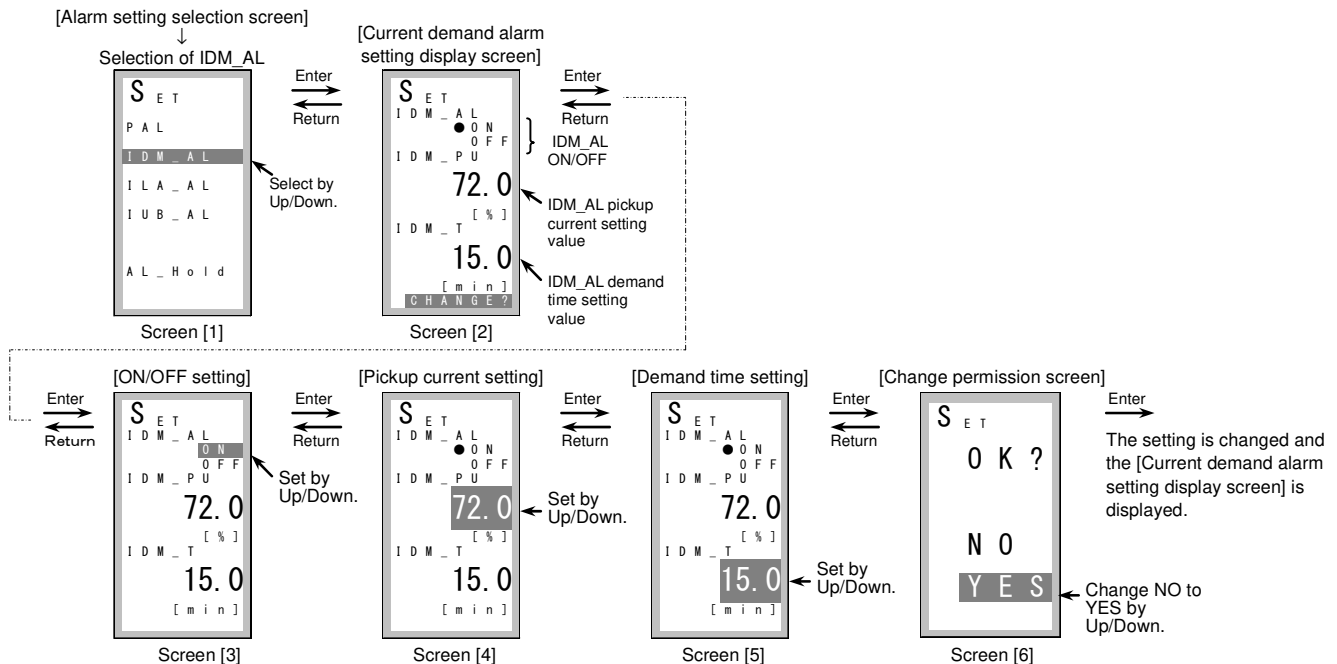 [Alarm setting selection screen]
↓
Selection of IDM_AL
SET
PAL
IDM_AL
ILA_AL
IUB_AL
AL_Hold
Select by
Up/Down.
Screen [1]
Enter
Return
[Current demand alarm
setting display screen]
SET
IDM_AL
●ON
OFF
IDM_PU
72.0
[%]
IDM_T
15.0
[min]
CHANGE?
IDM_AL
ON/OFF
IDM_AL pickup
current setting
value
IDM_AL demand
time setting
value
Screen [2]
Enter
Return
Enter
Return
[ON/OFF setting]
SET
IDM_AL
ON
OFF
IDM_PU
72.0
[%]
IDM_T
15.0
[min]
Set by
Up/Down.
Screen [3]
Enter
Return
[Pickup current setting]
SET
IDM_AL
●ON
OFF
IDM_PU
72.0
[%]
IDM_T
15.0
[min]
Set by
Up/Down.
Screen [4]
Enter
Return
[Demand time setting]
SET
IDM_AL
●ON
OFF
IDM_PU
72.0
[%]
IDM_T
15.0
[min]
Set by
Up/Down.
Screen [5]
Enter
Return
[Change permission screen]
SET
OK?
NO
YES
Change NO to
YES by
Up/Down.
Screen [6]
Enter
The setting is changed and
the [Current demand alarm
setting display screen] is
displayed.